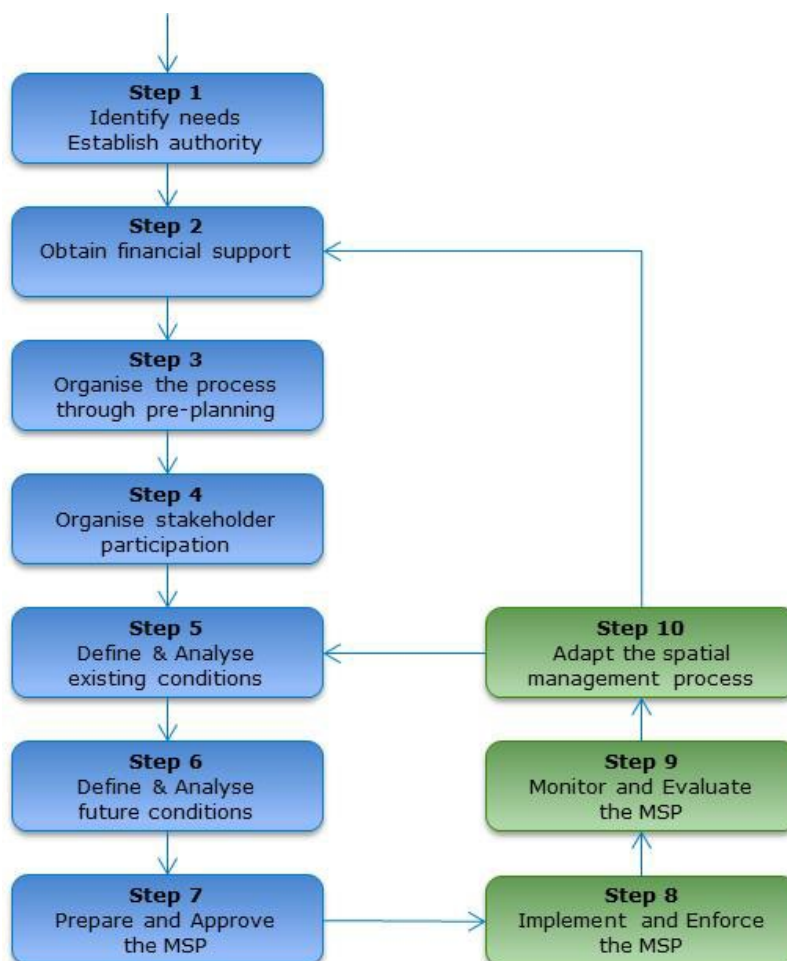 Step 1
Identify needs
Establish authority
Step 2
Obtain financial support
Step 3
Organise the process
through pre-planning
Step 4
Organise stakeholder
participation
Step 5
Define & Analyse
existing conditions
Step 6
Define & Analyse
future conditions
Step 7
Prepare and Approve
the MSP
Step 8
Implement and Enforce
the MSP
Step 9
Monitor and Evaluate
the MSP
Step 10
Adapt the spatial
management process